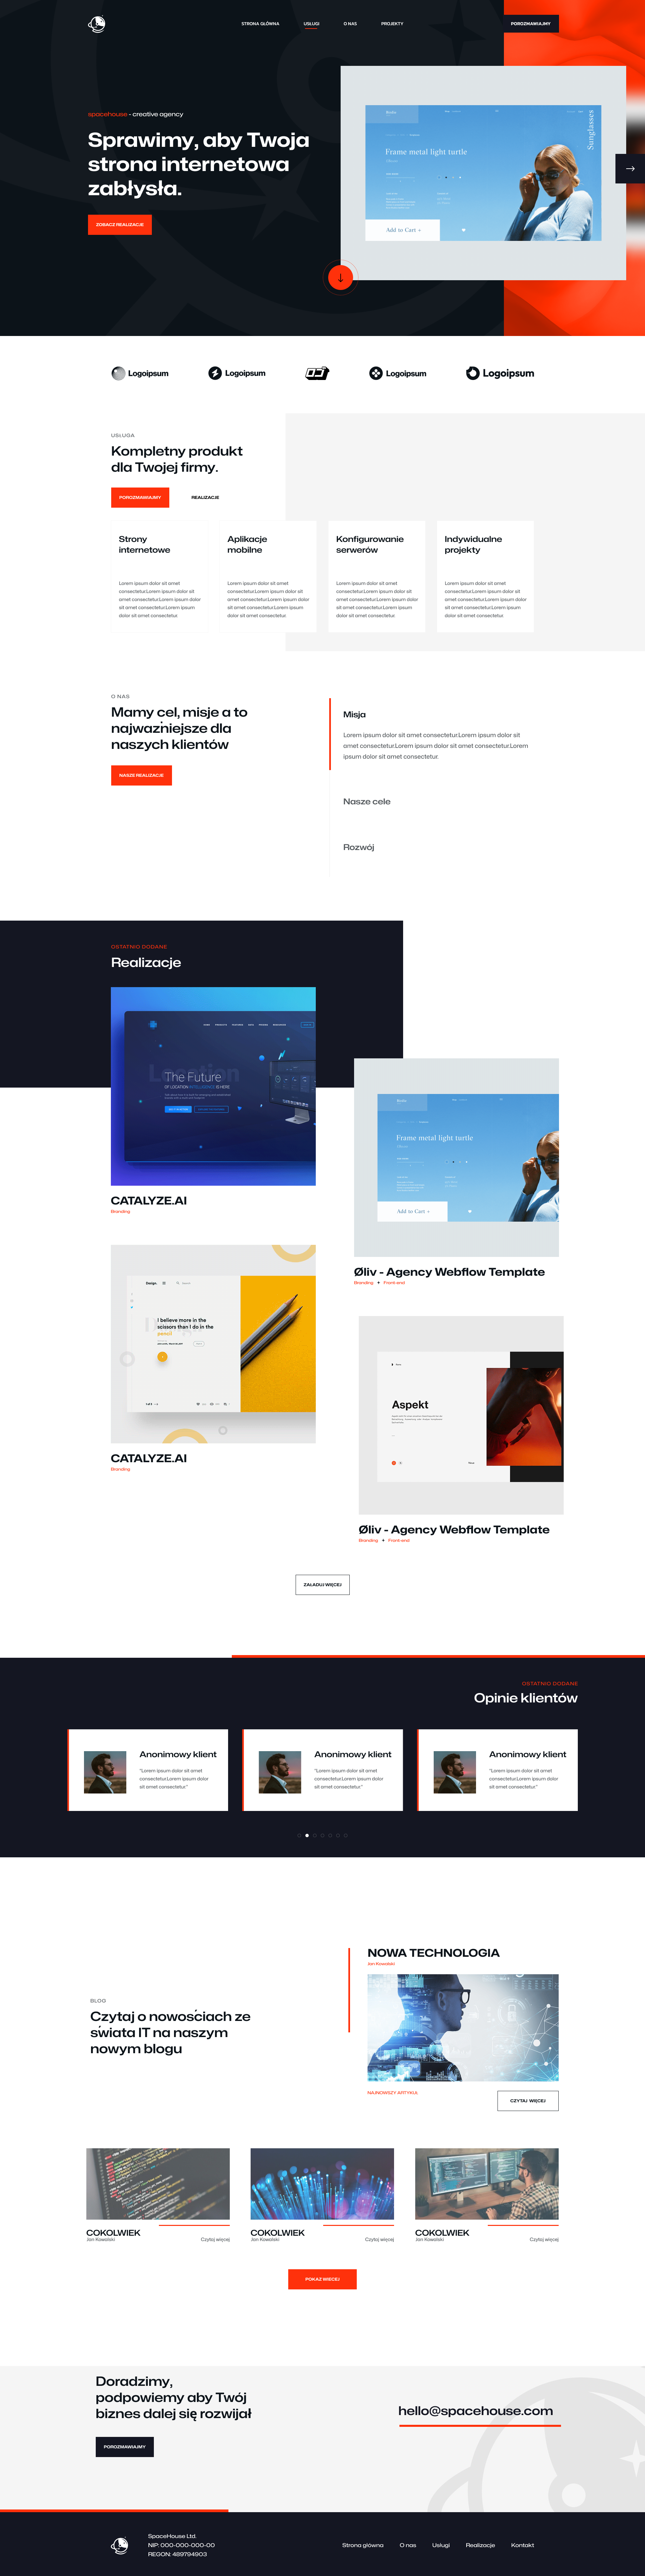 STRONA GŁÓWNA
USŁUGI
O NAS
PROJEKTY
POROZMAWIAJMY
spacehouse - creative agency
Sprawimy, aby Twoja
strona internetowa
zabłysła.
ZOBACZ REALIZACJE
Frame metal light turtle
Sunglasses
Add to Cart +
Logoipsum
Logoipsum
Logoipsum
Logoipsum
USŁUGA
Kompletny produkt
dla Twojej firmy.
POROZMAWIAJMY
REALIZACJE
Strony
internetowe
Lorem ipsum dolor sit amet
consectetur.Lorem ipsum dolor sit
amet consectetur.Lorem ipsum dolor
sit amet consectetur.Lorem ipsum
dolor sit amet consectetur.
Aplikacje
mobilne
Lorem ipsum dolor sit amet
consectetur.Lorem ipsum dolor sit
amet consectetur.Lorem ipsum dolor
sit amet consectetur.Lorem ipsum
dolor sit amet consectetur.
Konfigurowanie
serwerów
Lorem ipsum dolor sit amet
consectetur.Lorem ipsum dolor sit
amet consectetur.Lorem ipsum dolor
sit amet consectetur.Lorem ipsum
dolor sit amet consectetur.
Indywidualne
projekty
Lorem ipsum dolor sit amet
consectetur.Lorem ipsum dolor sit
amet consectetur.Lorem ipsum dolor
sit amet consectetur.Lorem ipsum
dolor sit amet consectetur.
O NAS
Mamy cel, misje a to
najważniejsze dla
naszych klientów
NASZE REALIZACJE
Misja
Lorem ipsum dolor sit amet consectetur.Lorem ipsum dolor sit
amet consectetur.Lorem ipsum dolor sit amet consectetur.Lorem
ipsum dolor sit amet consectetur.
Nasze cele
Rozwój
OSTATNIO DODANE
Realizacje
Location
The Future
OF LOCATION INTELLIGENCE IS HERE
CATALYZE.AI
Branding
Frame metal light turtle
Add to Cart +
Øliv - Agency Webflow Template
Branding • Front-end
Design.
Search
I believe more in the
scissors than I do in the
pencil
CATALYZE.AI
Branding
Aspekt
Øliv - Agency Webflow Template
Branding • Front-end
ZAŁADUJ WIĘCEJ
OSTATNIO DODANE
Opinie klientów
Anonimowy klient
"Lorem ipsum dolor sit amet
consectetur.Lorem ipsum dolor
sit amet consectetur."
Anonimowy klient
"Lorem ipsum dolor sit amet
consectetur.Lorem ipsum dolor
sit amet consectetur."
Anonimowy klient
"Lorem ipsum dolor sit amet
consectetur.Lorem ipsum dolor
sit amet consectetur."
BLOG
Czytaj o nowościach ze
świata IT na naszym
nowym blogu
NOWA TECHNOLOGIA
Jan Kowalski
NAJNOWSZY ARTYKUŁ
CZYTAJ WIĘCEJ
COKOLWIEK
Jan Kowalski
Czytaj więcej
COKOLWIEK
Jan Kowalski
Czytaj więcej
COKOLWIEK
Jan Kowalski
Czytaj więcej
POKAŻ WIĘCEJ
Doradzimy,
podpowiemy aby Twój
biznes dalej się rozwijał
POROZMAWIAJMY
hello@spacehouse.com
SpaceHouse Ltd.
NIP: 000-000-000-00
REGON: 489794903
Strona główna
O nas
Usługi
Realizacje
Kontakt